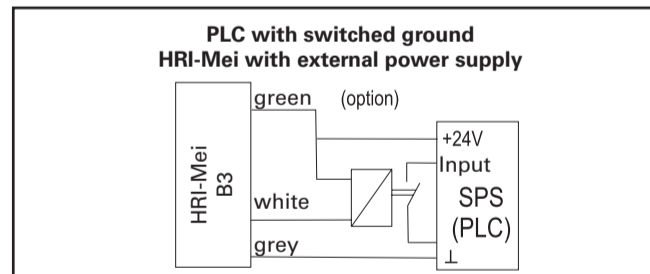 PLC with switched ground
HRI-Mei with external power supply
green (option)
+24V
Input
HRI-Mei
B3
white
SPS
(PLC)
grey
⊥